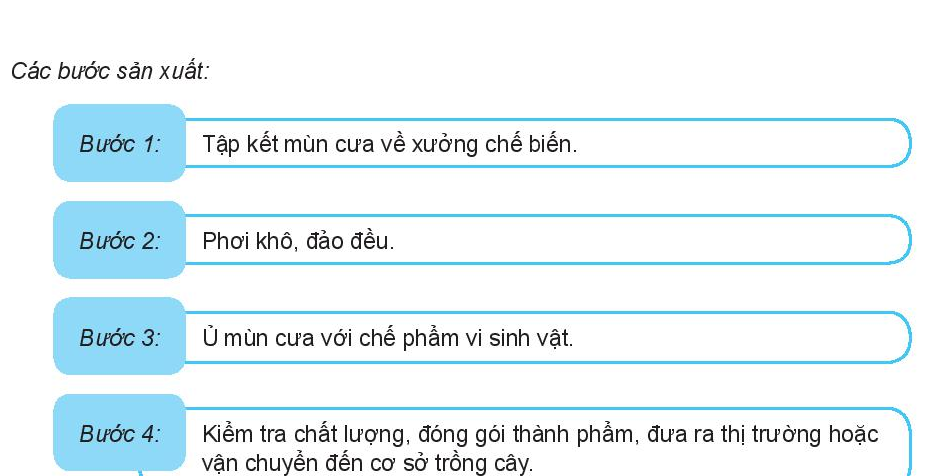 Các bước sản xuất:
Bước 1: Tập kết mùn cưa về xưởng chế biến.
Bước 2: Phơi khô, đảo đều.
Bước 3: Ủ mùn cưa với chế phẩm vi sinh vật.
Bước 4: Kiểm tra chất lượng, đóng gói thành phẩm, đưa ra thị trường hoặc
vận chuyển đến cơ sở trồng cây.